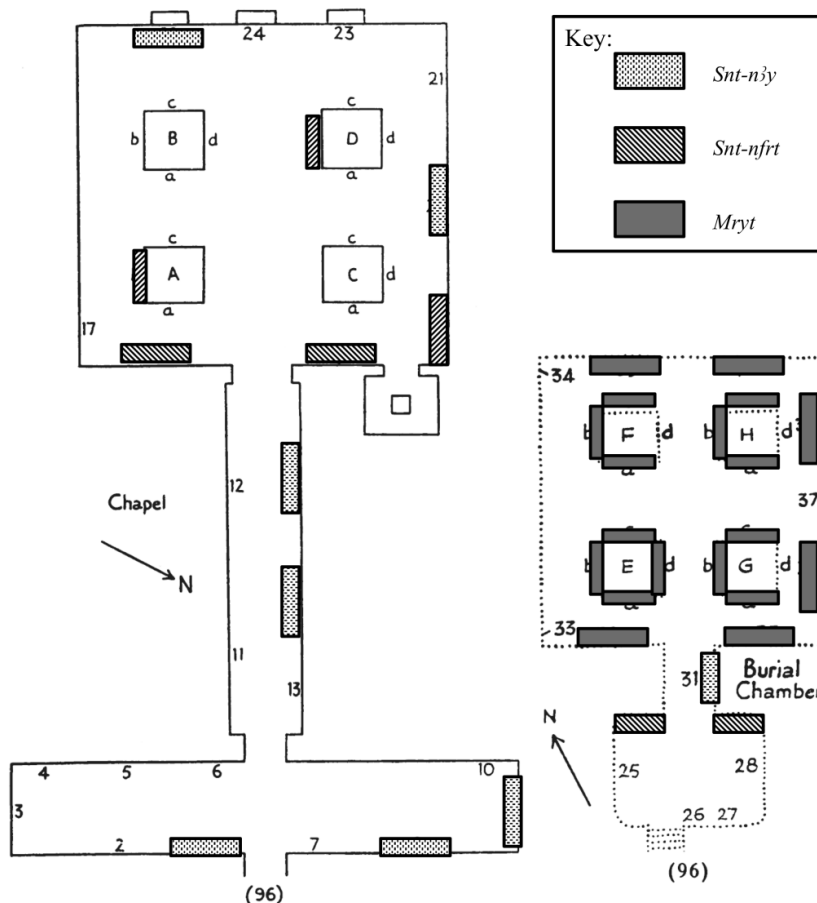 24 23
21
c c
b B d D d
a a
c c
A C d
a a
17
12
Chapel
N
11
13
4 5 6 10
3
2 7
(96)
Key:
Snt-nꜣy
Snt-nfrt
Mryt
34
b F d b H d
a a
37
b E d b G d
33
31
Burial
Chamber
N
25 28
26 27
(96)